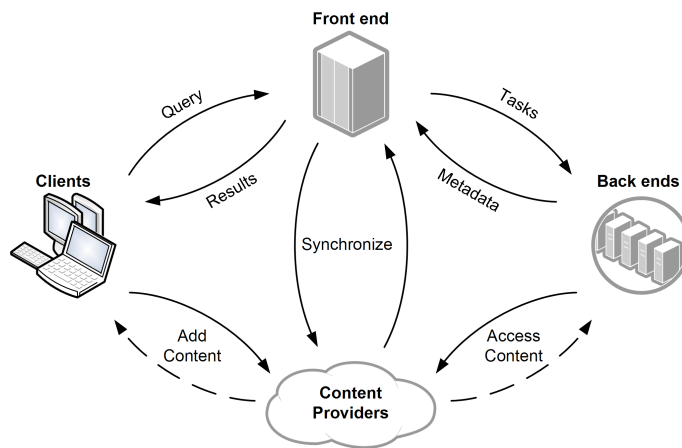 Front end
Query
Tasks
Results
Metadata
Clients
Back ends
Synchronize
Add
Content
Access
Content
Content
Providers